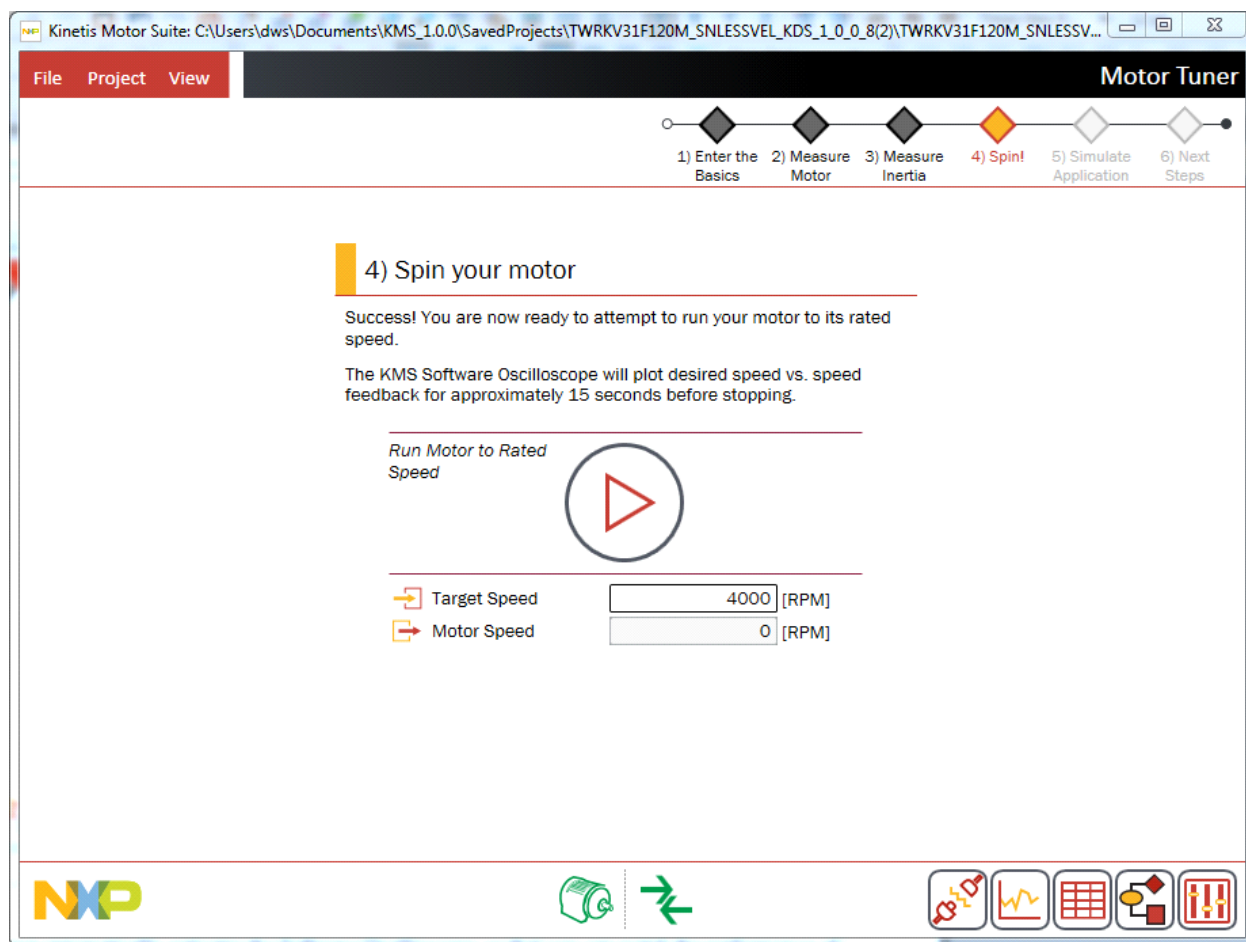 Kinetis Motor Suite: C:\Users\dws\Documents\KMS_1.0.0\SavedProjects\TWRKV31F120M_SNLESSVEL_KDS_1_0_0_8(2)\TWRKV31F120M_SNLESSV...
File Project View
Motor Tuner
1) Enter the Basics
2) Measure Motor
3) Measure Inertia
4) Spin!
5) Simulate Application
6) Next Steps
4) Spin your motor
Success! You are now ready to attempt to run your motor to its rated
speed.
The KMS Software Oscilloscope will plot desired speed vs. speed
feedback for approximately 15 seconds before stopping.
Run Motor to Rated
Speed
Target Speed 4000 [RPM]
Motor Speed 0 [RPM]
NXP